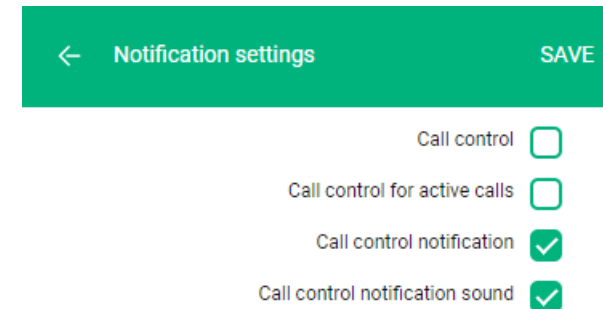 Notification settings SAVE
Call control
Call control for active calls
Call control notification
Call control notification sound